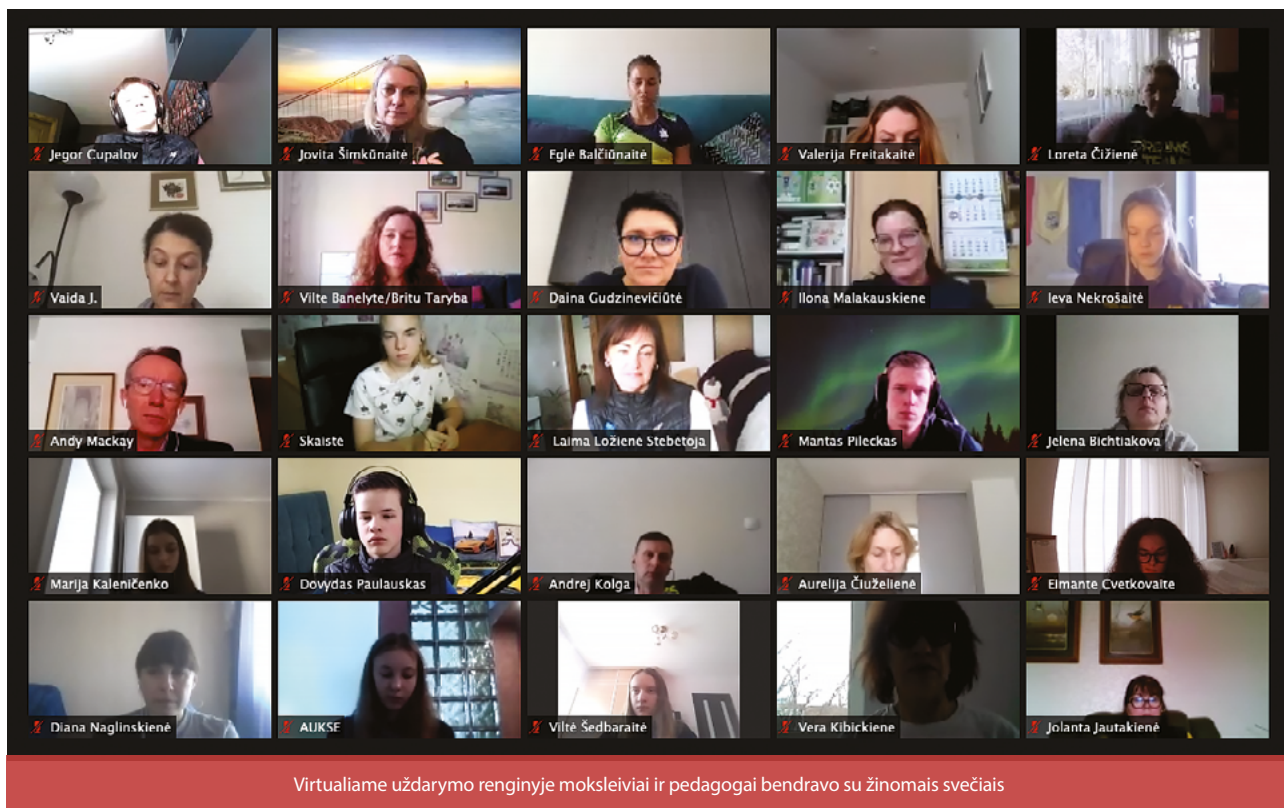 Jegor Cupalov
Jovita Šimkūnaitė
Eglė Balčiūnaitė
Valerija Freitakaitė
Loreta Čižienė
Vaida J.
Vilte Banelyte/Britu Taryba
Daina Gudzinevičiūtė
Ilona Malakauskiene
Ieva Nekrošaitė
Andy Mackay
Skaistė
Laima Ložienė Stebėtoja
Mantas Pileckas
Jelena Bichtiakova
Marija Kaleničenko
Dovydas Paulauskas
Andrej Kolga
Aurelija Čiuželienė
Eimante Cvetkovaite
Diana Naglinskienė
AUKSE
Viltė Šedbaraitė
Vera Kibickiene
Jolanta Jautakienė
Virtualiame uždarymo renginyje moksleiviai ir pedagogai bendravo su žinomais svečiais